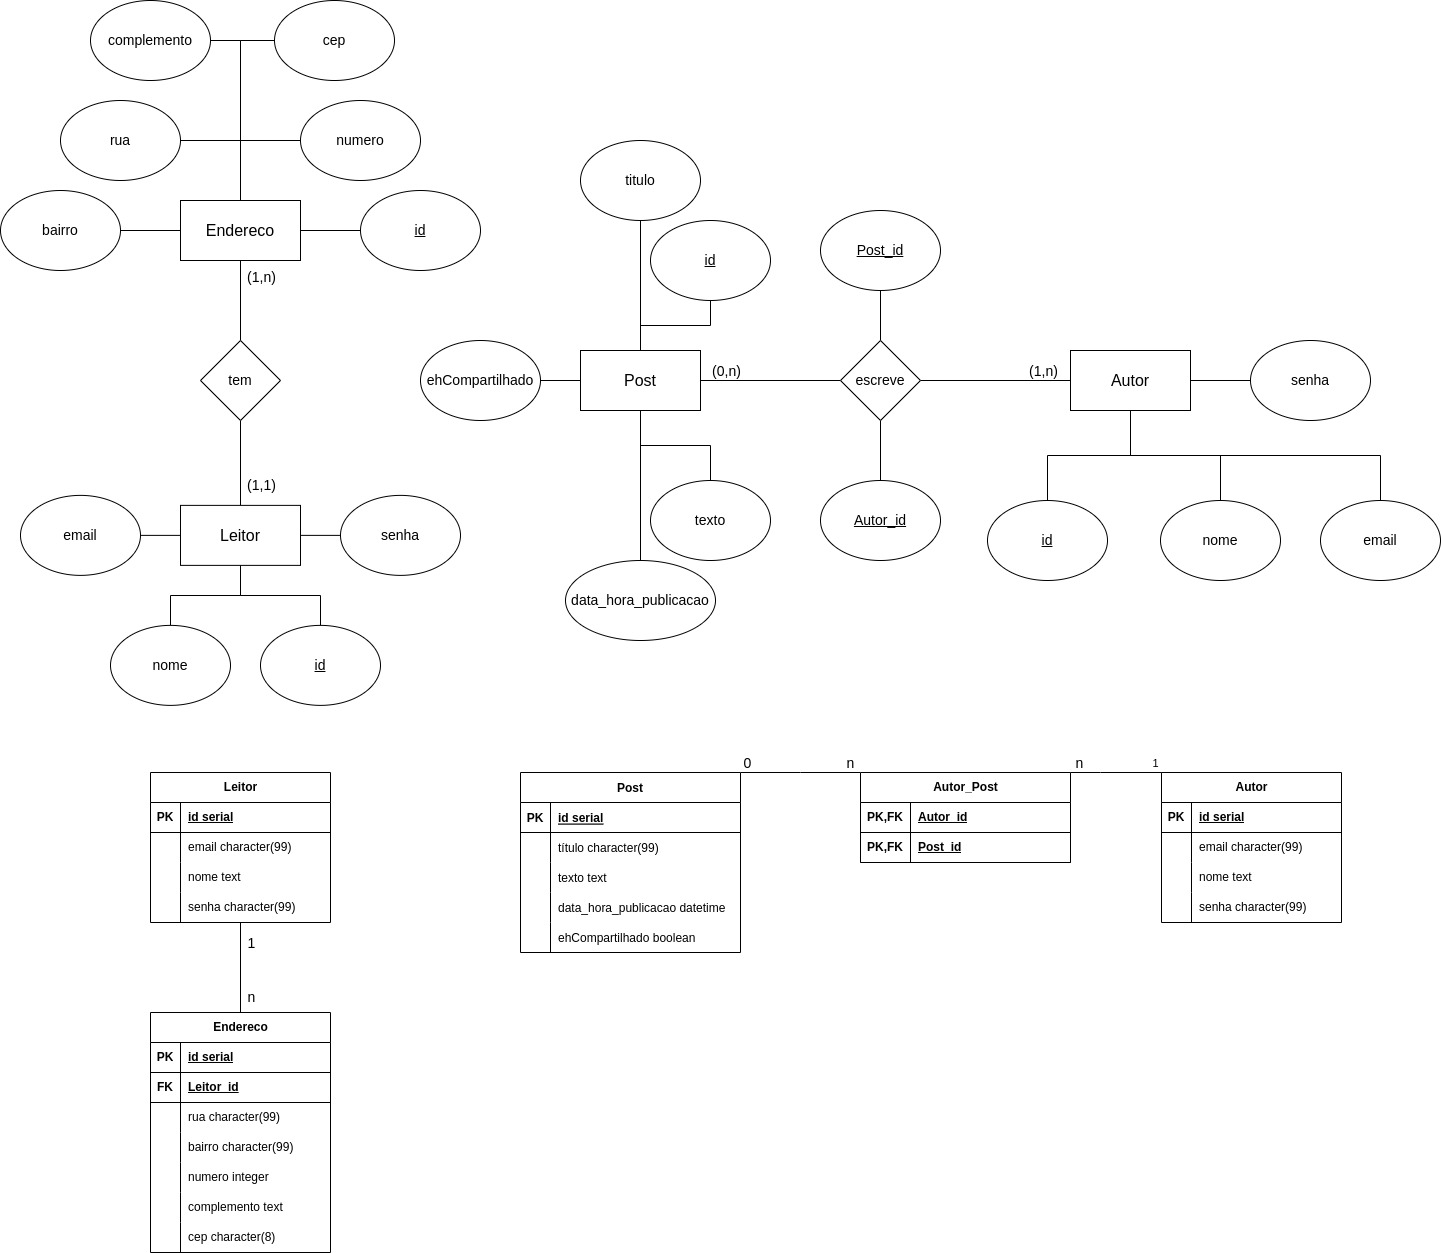 complemento
cep
rua
numero
bairro
Endereco
id
(1,n)
tem
(1,1)
email
Leitor
senha
nome
id
titulo
id
ehCompartilhado
Post
(0,n)
texto
data_hora_publicacao
Post_id
escreve
Autor_id
(1,n)
Autor
senha
id
nome
email
Leitor
PK id serial
email character(99)
nome text
senha character(99)
1
n
Endereco
PK id serial
FK Leitor_id
rua character(99)
bairro character(99)
numero integer
complemento text
cep character(8)
Post
PK id serial
título character(99)
texto text
data_hora_publicacao datetime
ehCompartilhado boolean
0
n
Autor_Post
PK,FK Autor_id
PK,FK Post_id
n
1
Autor
PK id serial
email character(99)
nome text
senha character(99)